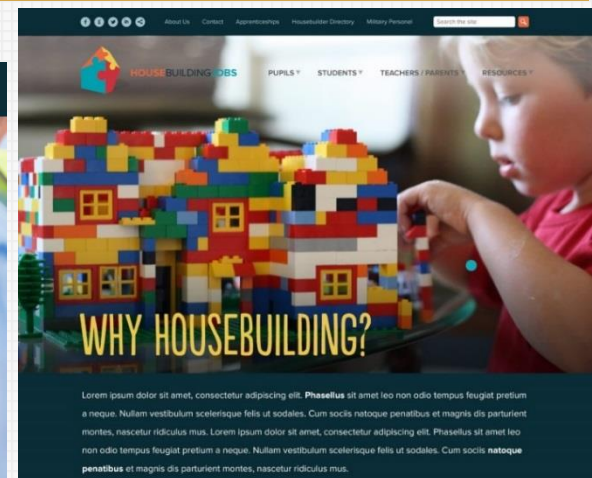 About Us Contact Apprenticeships Housebuilder Directory Military Personal Search the site
HOUSEBUILDINGJOBS PUPILS STUDENTS TEACHERS / PARENTS RESOURCES
WHY HOUSEBUILDING?
Lorem ipsum dolor sit amet, consectetur adipiscing elit. Phasellus sit amet leo non odio tempus feugiat pretium
a neque. Nullam vestibulum scelerisque felis ut sodales. Cum sociis natoque penatibus et magnis dis parturient
montes, nascetur ridiculus mus. Lorem ipsum dolor sit amet, consectetur adipiscing elit. Phasellus sit amet leo
non odio tempus feugiat pretium a neque. Nullam vestibulum scelerisque felis ut sodales. Cum sociis natoque
penatibus et magnis dis parturient montes, nascetur ridiculus mus.